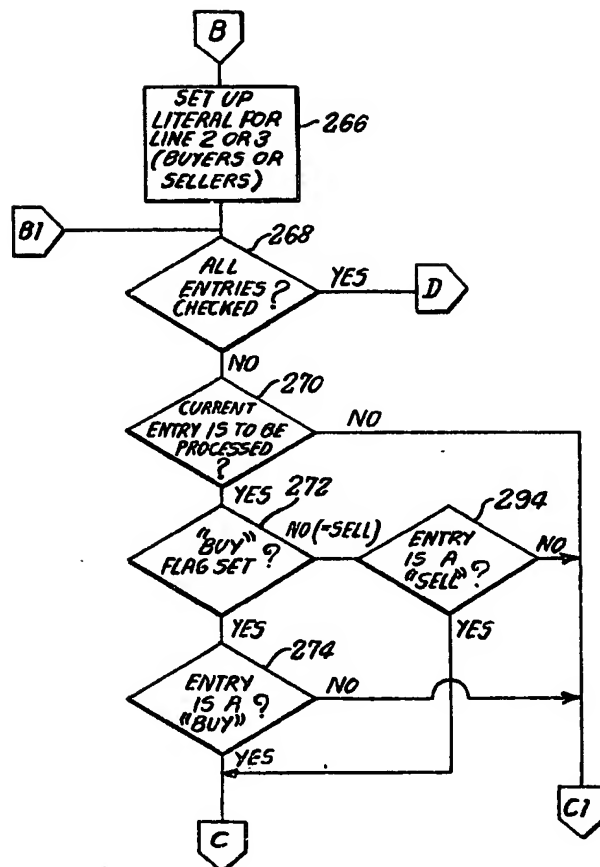 B
SET UP
LITERAL FOR
LINE 2 OR 3
(BUYERS OR
SELLERS)
266
B1
268
ALL
ENTRIES
CHECKED ?
YES
D
NO
270
CURRENT
ENTRY IS TO BE
PROCESSED
?
NO
YES
272
"BUY"
FLAG SET ?
NO (=SELL)
294
ENTRY
IS A
"SELL" ?
NO
YES
YES
274
ENTRY
IS A
"BUY" ?
NO
YES
C
C1